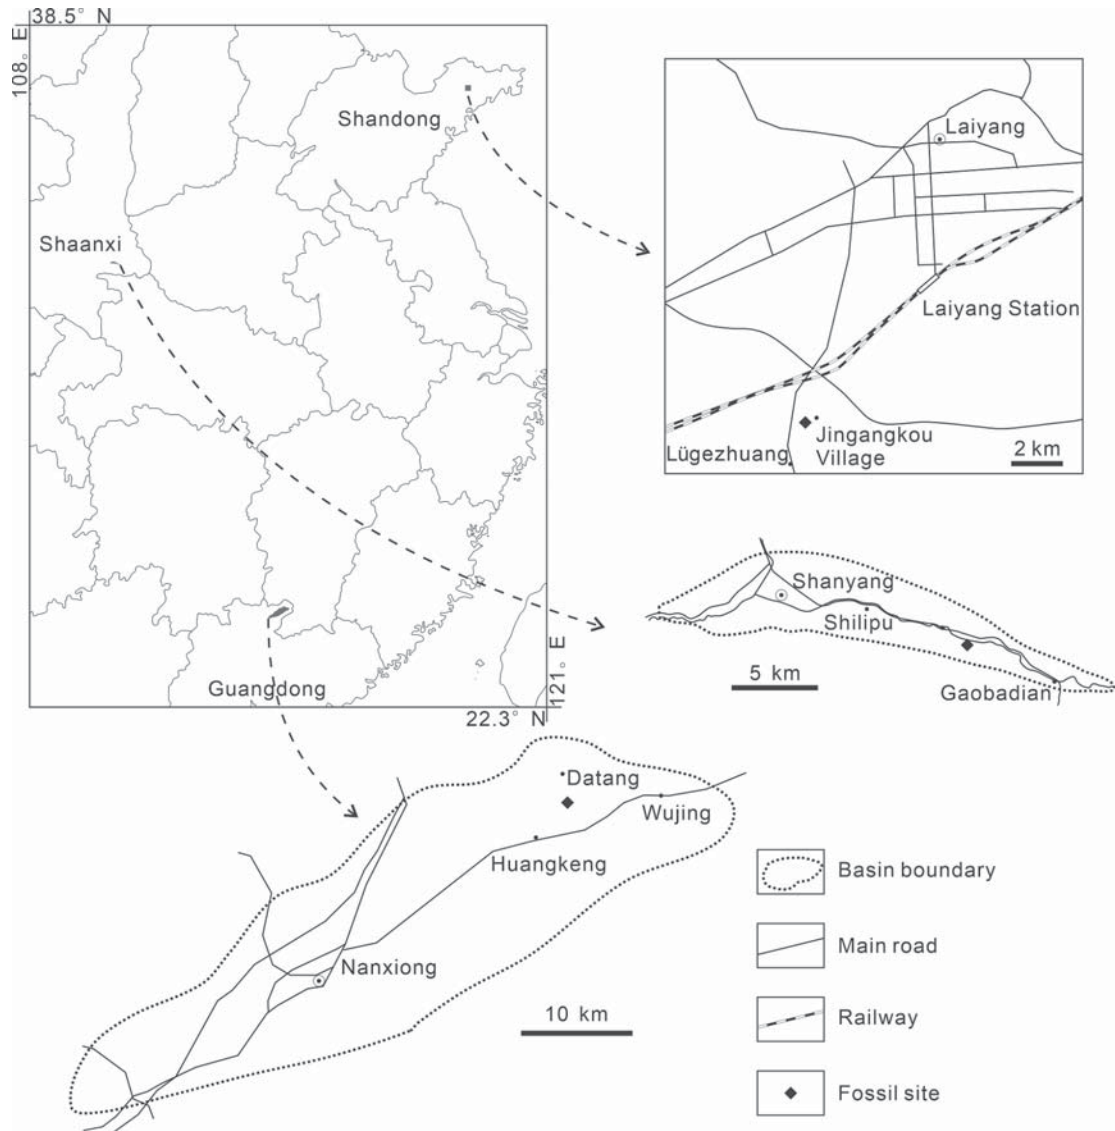 38.5° N
108° E
Shandong
Shaanxi
Guangdong
22.3° N
121° E
Laiyang
Laiyang Station
Jingangkou
Village
Lügezhuang
2 km
Shanyang
Shilipu
Gaobadian
5 km
Datang
Wujing
Huangkeng
Nanxiong
10 km
Basin boundary
Main road
Railway
Fossil site